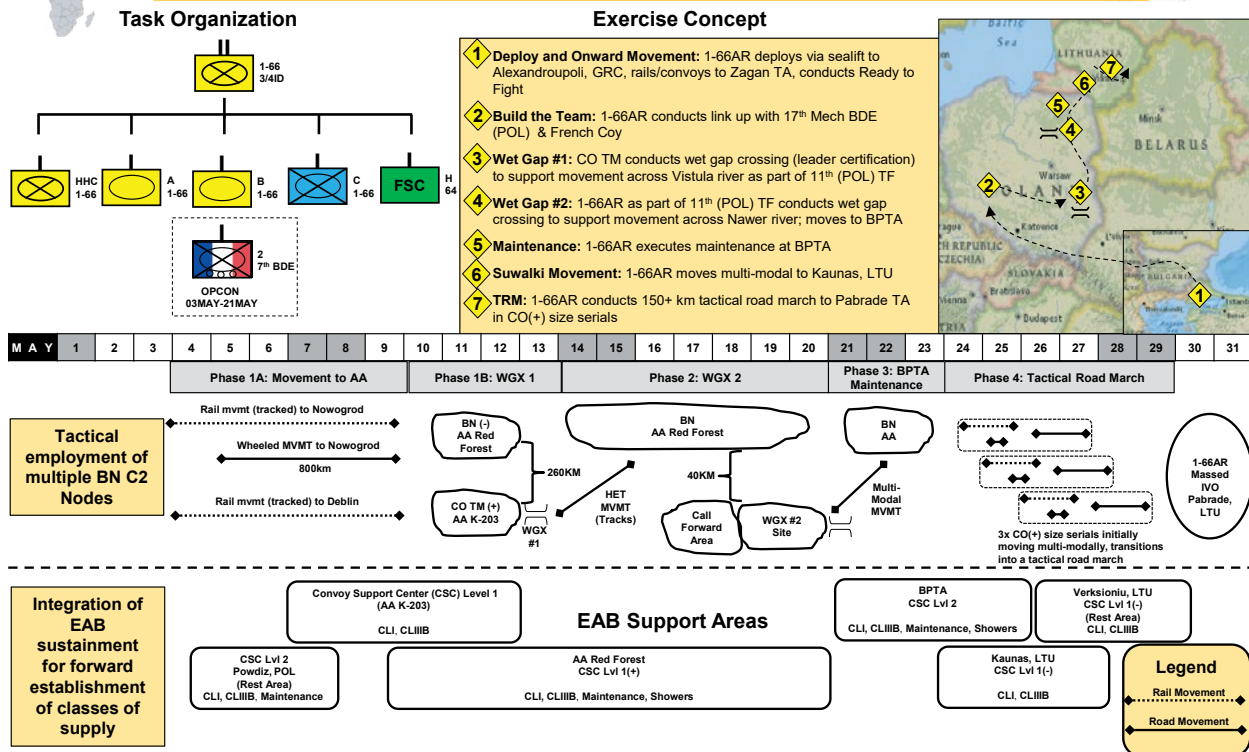 Task Organization
1-66
3/4ID
HHC
1-66
A
1-66
B
1-66
C
1-66
FSC
H
64
2
7th BDE
OPCON
03MAY-21MAY
Exercise Concept
1 Deploy and Onward Movement: 1-66AR deploys via sealift to
Alexandroupoli, GRC, rails/convoys to Zagan TA, conducts Ready to
Fight
2 Build the Team: 1-66AR conducts link up with 17th Mech BDE
(POL) & French Coy
3 Wet Gap #1: CO TM conducts wet gap crossing (leader certification)
to support movement across Vistula river as part of 11th (POL) TF
4 Wet Gap #2: 1-66AR as part of 11th (POL) TF conducts wet gap
crossing to support movement across Nawer river; moves to BPTA
5 Maintenance: 1-66AR executes maintenance at BPTA
6 Suwalki Movement: 1-66AR moves multi-modal to Kaunas, LTU
7 TRM: 1-66AR conducts 150+ km tactical road march to Pabrade TA
in CO(+) size serials
Baltic
Sea
LITHUANIA
7
6
5
4
Minsk
BELARUS
Warsaw
2
3
Katowice
L'viv
CZECHIA)
SLOVAKIA
Vienna
Bratislava
Budapest
BULGARIA
1
Istanb
Thessaloniki
MAY 1 2 3 4 5 6 7 8 9 10 11 12 13 14 15 16 17 18 19 20 21 22 23 24 25 26 27 28 29 30 31
Phase 1A: Movement to AA
Phase 1B: WGX 1
Phase 2: WGX 2
Phase 3: BPTA
Maintenance
Phase 4: Tactical Road March
Tactical
employment of
multiple BN C2
Nodes
Rail mvmt (tracked) to Nowogrod
Wheeled MVMT to Nowogrod
800km
Rail mvmt (tracked) to Deblin
BN (-)
AA Red
Forest
260KM
CO TM (+)
AA K-203
WGX
#1
HET
MVMT
(Tracks)
BN
AA Red Forest
40KM
Call
Forward
Area
WGX #2
Site
BN
AA
Multi-
Modal
MVMT
3x CO(+) size serials initially
moving multi-modally, transitions
into a tactical road march
1-66AR
Massed
IVO
Pabrade,
LTU
Integration of
EAB
sustainment
for forward
establishment
of classes of
supply
Convoy Support Center (CSC) Level 1
(AA K-203)
CLI, CLIIIB
CSC Lvl 2
Powdiz, POL
(Rest Area)
CLI, CLIIIB, Maintenance
EAB Support Areas
AA Red Forest
CSC Lvl 1(+)
CLI, CLIIIB, Maintenance, Showers
BPTA
CSC Lvl 2
CLI, CLIIIB, Maintenance, Showers
Verksioniu, LTU
CSC Lvl 1(-)
(Rest Area)
CLI, CLIIIB
Kaunas, LTU
CSC Lvl 1(-)
CLI, CLIIIB
Legend
Rail Movement
Road Movement